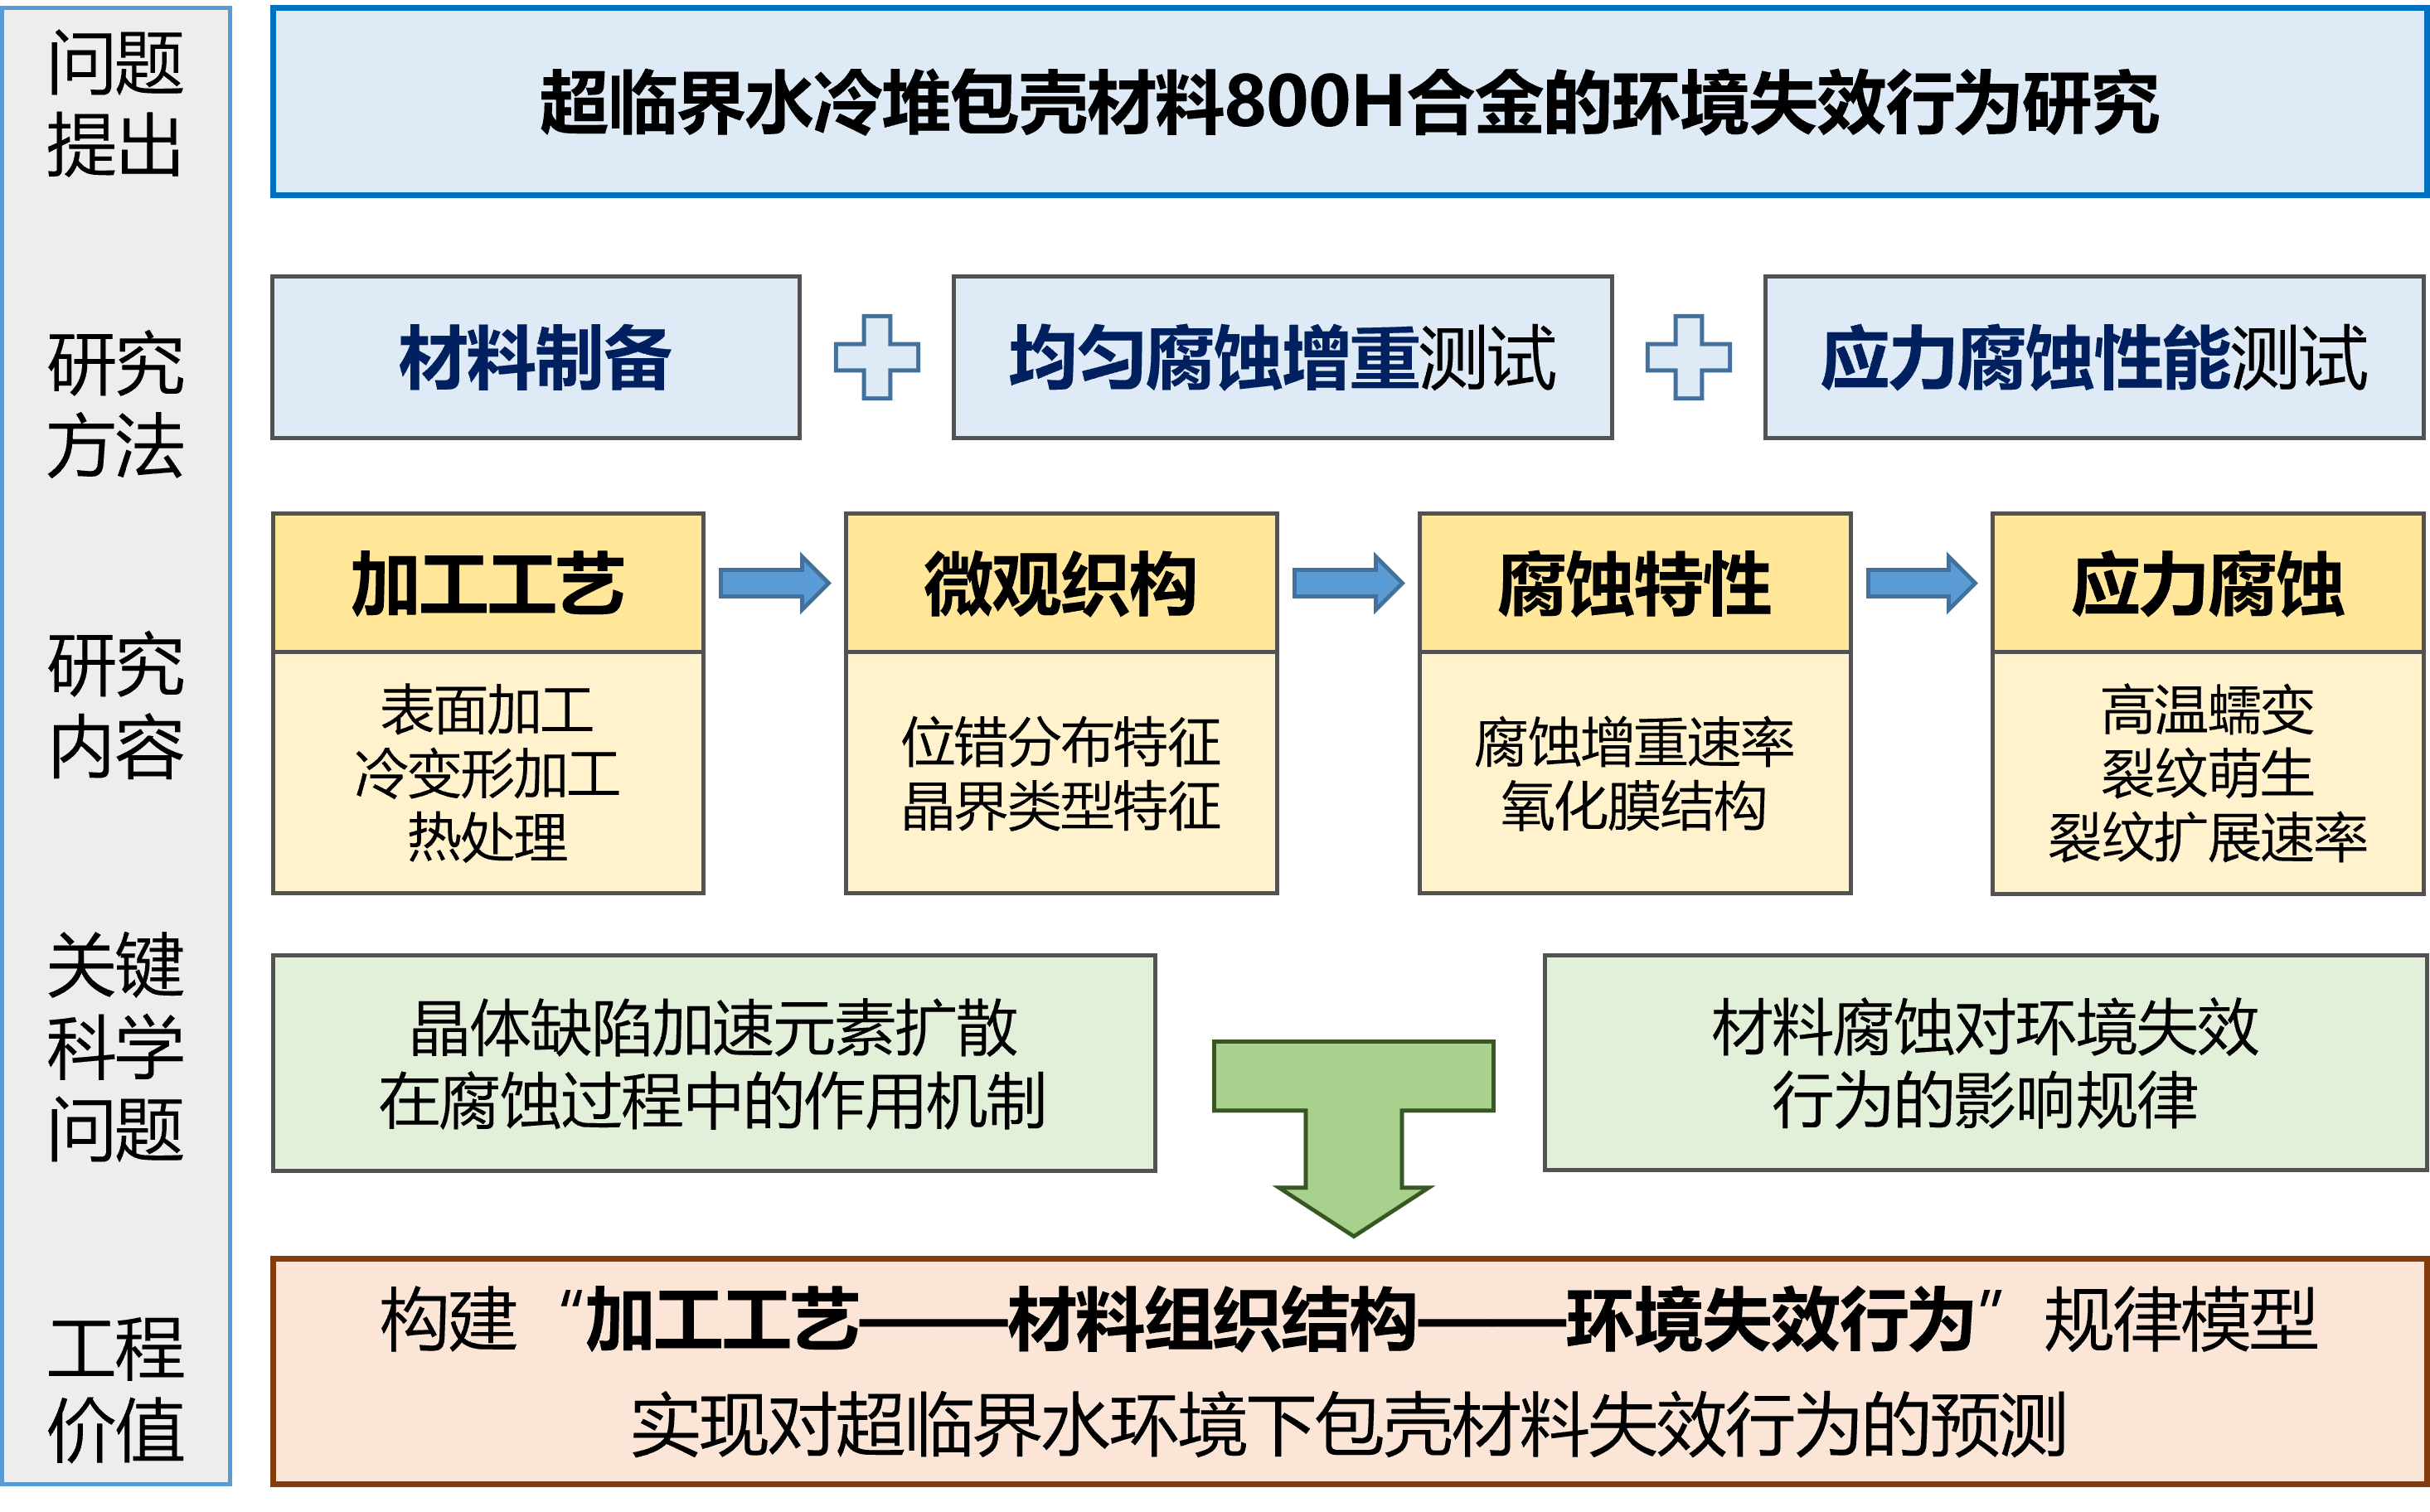 问题
提出
超临界水冷堆包壳材料800H合金的环境失效行为研究
研究
方法
材料制备
均匀腐蚀增重测试
应力腐蚀性能测试
研究
内容
加工工艺
表面加工
冷变形加工
热处理
微观织构
位错分布特征
晶界类型特征
腐蚀特性
腐蚀增重速率
氧化膜结构
应力腐蚀
高温蠕变
裂纹萌生
裂纹扩展速率
关键
科学
问题
晶体缺陷加速元素扩散
在腐蚀过程中的作用机制
材料腐蚀对环境失效
行为的影响规律
工程
价值
构建“加工工艺——材料组织结构——环境失效行为”规律模型
实现对超临界水环境下包壳材料失效行为的预测